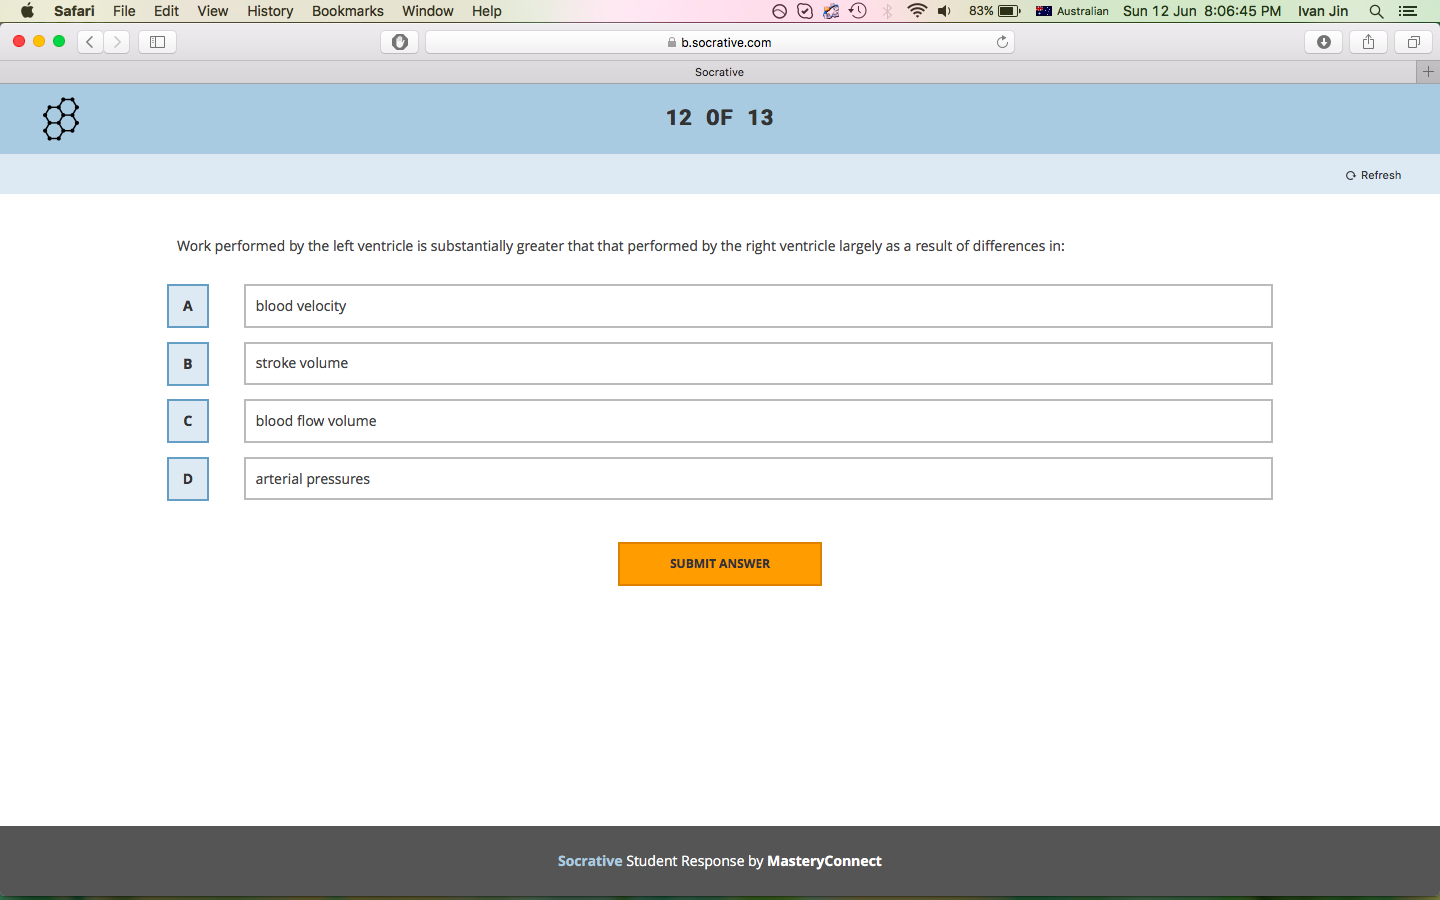 Safari File Edit View History Bookmarks Window Help 83% Australian Sun 12 Jun 8:06:45 PM Ivan Jin
b.socrative.com
Socrative
12 OF 13
Refresh
Work performed by the left ventricle is substantially greater that that performed by the right ventricle largely as a result of differences in:
A blood velocity
B stroke volume
C blood flow volume
D arterial pressures
SUBMIT ANSWER
Socrative Student Response by MasteryConnect